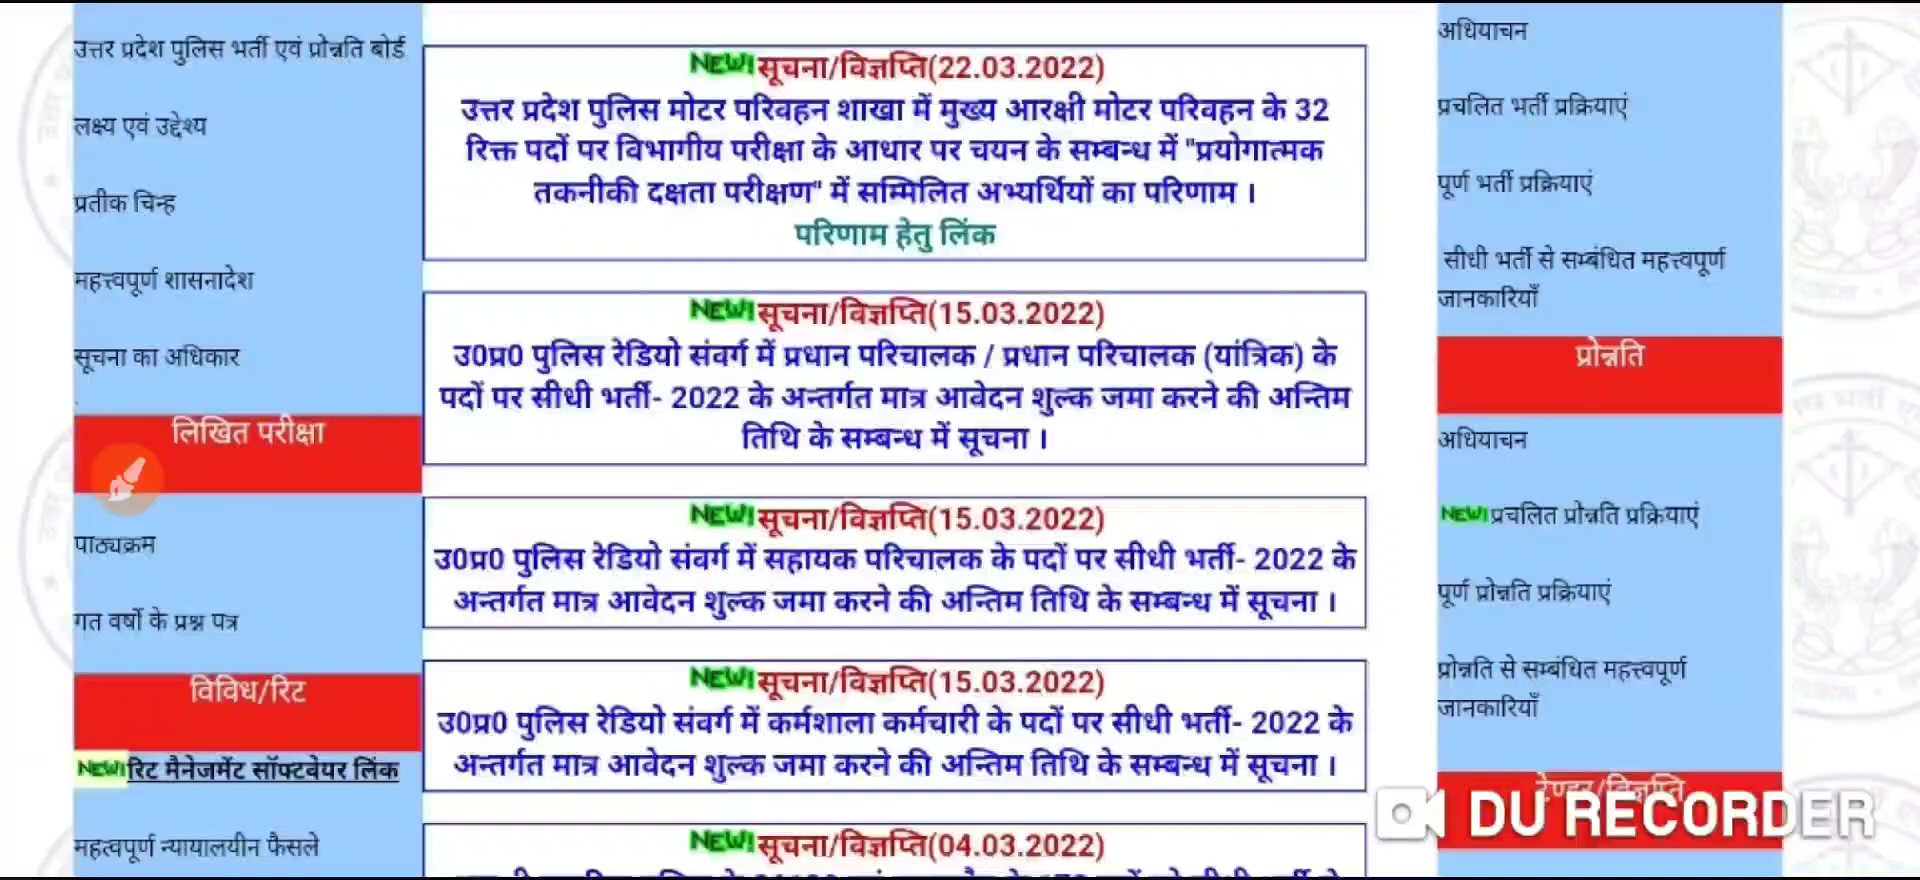 उत्तर प्रदेश पुलिस भर्ती एवं प्रोन्नति बोर्ड
लक्ष्य एवं उद्देश्य
प्रतीक चिन्ह
महत्त्वपूर्ण शासनादेश
सूचना का अधिकार
लिखित परीक्षा
पाठ्यक्रम
गत वर्षो के प्रश्न पत्र
विविध/रिट
NEW! रिट मैनेजमेंट सॉफ्टवेयर लिंक
महत्वपूर्ण न्यायालयीन फैसले
NEW! सूचना/विज्ञप्ति(22.03.2022)
उत्तर प्रदेश पुलिस मोटर परिवहन शाखा में मुख्य आरक्षी मोटर परिवहन के 32
रिक्त पदों पर विभागीय परीक्षा के आधार पर चयन के सम्बन्ध में "प्रयोगात्मक
तकनीकी दक्षता परीक्षण" में सम्मिलित अभ्यर्थियों का परिणाम ।
परिणाम हेतु लिंक
NEW! सूचना/विज्ञप्ति(15.03.2022)
उ0प्र0 पुलिस रेडियो संवर्ग में प्रधान परिचालक / प्रधान परिचालक (यांत्रिक) के
पदों पर सीधी भर्ती- 2022 के अन्तर्गत मात्र आवेदन शुल्क जमा करने की अन्तिम
तिथि के सम्बन्ध में सूचना ।
NEW! सूचना/विज्ञप्ति(15.03.2022)
उ0प्र0 पुलिस रेडियो संवर्ग में सहायक परिचालक के पदों पर सीधी भर्ती- 2022 के
अन्तर्गत मात्र आवेदन शुल्क जमा करने की अन्तिम तिथि के सम्बन्ध में सूचना ।
NEW! सूचना/विज्ञप्ति(15.03.2022)
उ0प्र0 पुलिस रेडियो संवर्ग में कर्मशाला कर्मचारी के पदों पर सीधी भर्ती- 2022 के
अन्तर्गत मात्र आवेदन शुल्क जमा करने की अन्तिम तिथि के सम्बन्ध में सूचना ।
NEW! सूचना/विज्ञप्ति(04.03.2022)
अधियाचन
प्रचलित भर्ती प्रक्रियाएं
पूर्ण भर्ती प्रक्रियाएं
सीधी भर्ती से सम्बंधित महत्त्वपूर्ण
जानकारियाँ
प्रोन्नति
अधियाचन
NEW! प्रचलित प्रोन्नति प्रक्रियाएं
पूर्ण प्रोन्नति प्रक्रियाएं
प्रोन्नति से सम्बंधित महत्त्वपूर्ण
जानकारियाँ
टेण्डर/विज्ञप्ति
DU RECORDER